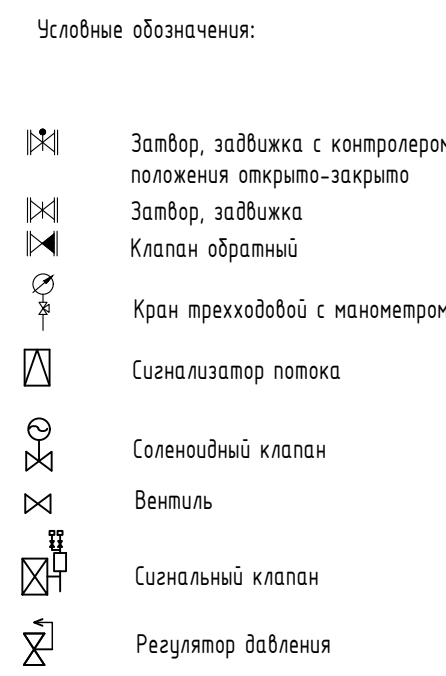 Условные обозначения:
Затвор, задвижка с контролером
положения открыто-закрыто
Затвор, задвижка
Клапан обратный
Кран трехходовой с манометром
Сигнализатор потока
Соленоидный клапан
Вентиль
Сигнальный клапан
Регулятор давления